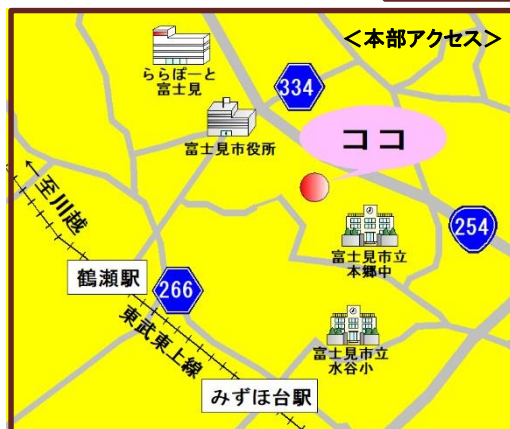 <本部アクセス>
ららぽーと
富士見
334
富士見市役所
ココ
←至川越
254
富士見市立
本郷中
鶴瀬駅
266
東武東上線
富士見市立
水谷小
みずほ台駅